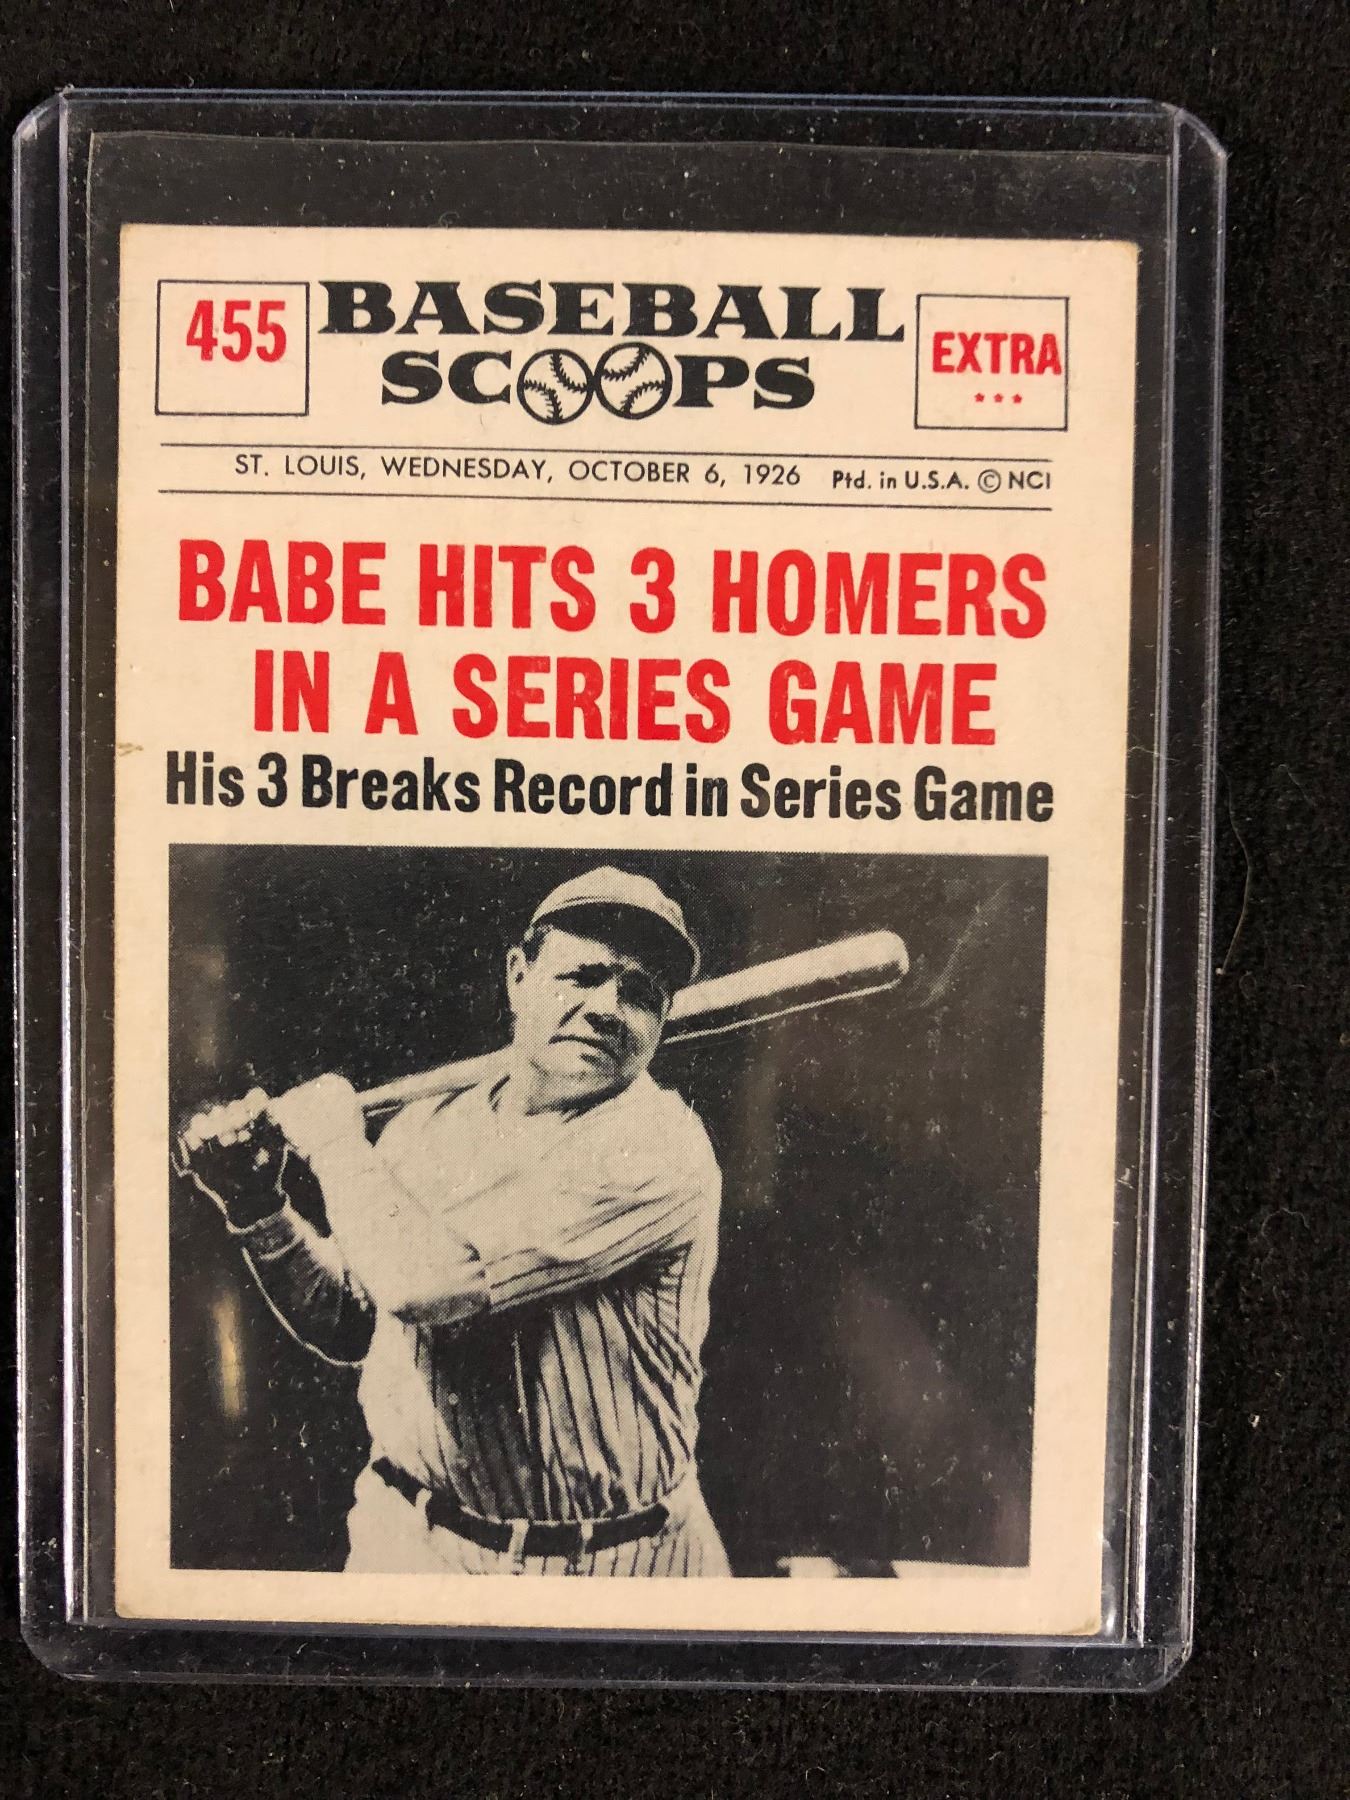 455
BASEBALL
SCOOPS
EXTRA
***
ST. LOUIS, WEDNESDAY, OCTOBER 6, 1926 Ptd. in U.S.A. © NCI
BABE HITS 3 HOMERS
IN A SERIES GAME
His 3 Breaks Record in Series Game